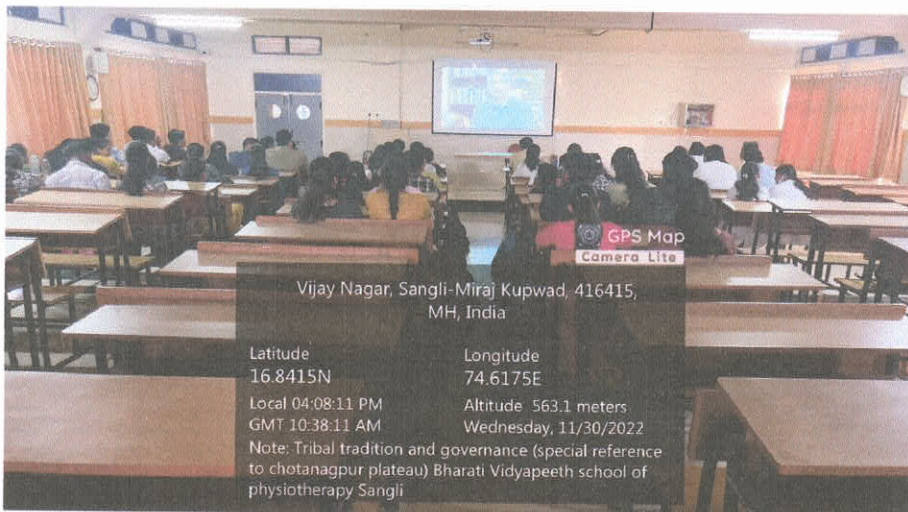 GPS Map
Camera Lite
Vijay Nagar, Sangli-Miraj Kupwad, 416415,
MH, India
Latitude
16.8415N
Longitude
74.6175E
Local 04:08:11 PM
GMT 10:38:11 AM
Altitude 563.1 meters
Wednesday, 11/30/2022
Note: Tribal tradition and governance (special reference
to chotanagpur plateau) Bharati Vidyapeeth school of
physiotherapy Sangli